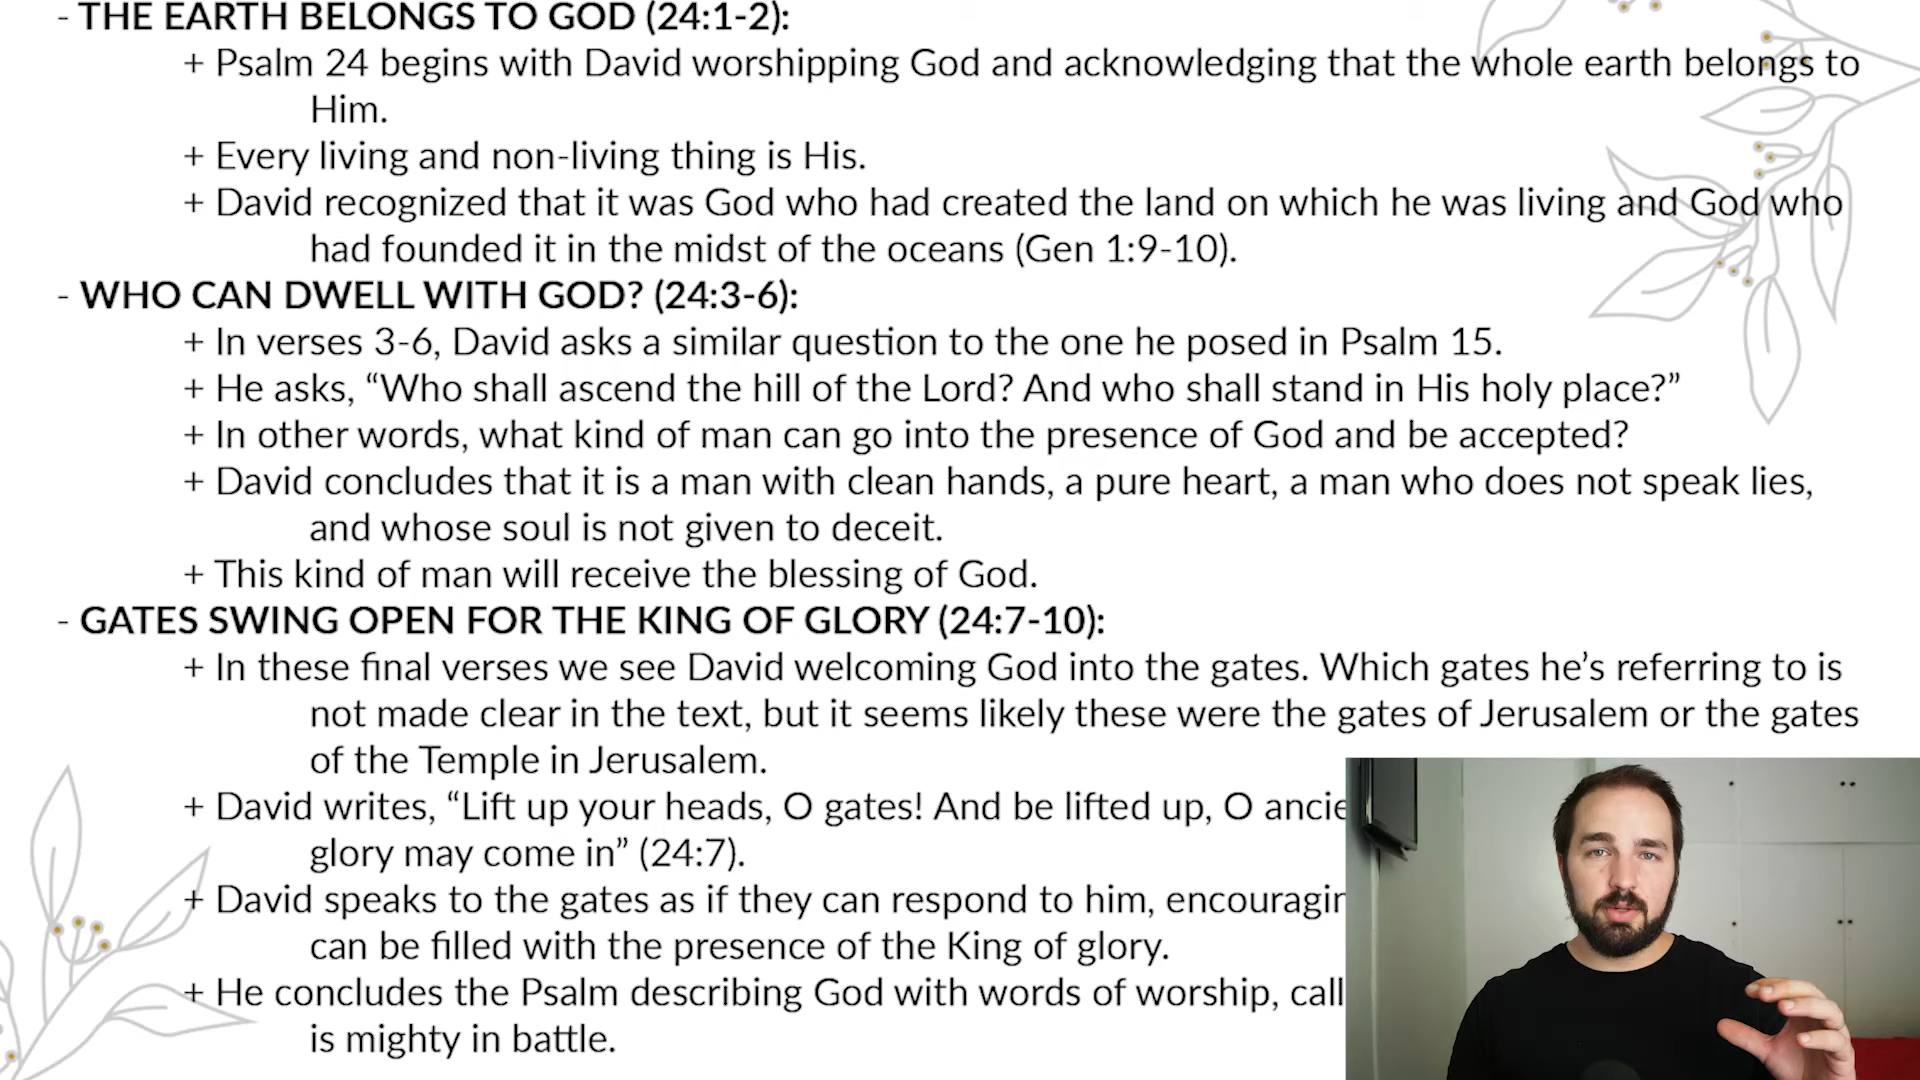 - THE EARTH BELONGS TO GOD (24:1-2):
+ Psalm 24 begins with David worshipping God and acknowledging that the whole earth belongs to
Him.
+ Every living and non-living thing is His.
+ David recognized that it was God who had created the land on which he was living and God who
had founded it in the midst of the oceans (Gen 1:9-10).
- WHO CAN DWELL WITH GOD? (24:3-6):
+ In verses 3-6, David asks a similar question to the one he posed in Psalm 15.
+ He asks, “Who shall ascend the hill of the Lord? And who shall stand in His holy place?”
+ In other words, what kind of man can go into the presence of God and be accepted?
+ David concludes that it is a man with clean hands, a pure heart, a man who does not speak lies,
and whose soul is not given to deceit.
+ This kind of man will receive the blessing of God.
- GATES SWING OPEN FOR THE KING OF GLORY (24:7-10):
+ In these final verses we see David welcoming God into the gates. Which gates he’s referring to is
not made clear in the text, but it seems likely these were the gates of Jerusalem or the gates
of the Temple in Jerusalem.
+ David writes, “Lift up your heads, O gates! And be lifted up, O
glory may come in” (24:7).
+ David speaks to the gates as if they can respond to him,
can be filled with the presence of the King of glory.
+ He concludes the Psalm describing God with words of worship,
is mighty in battle.